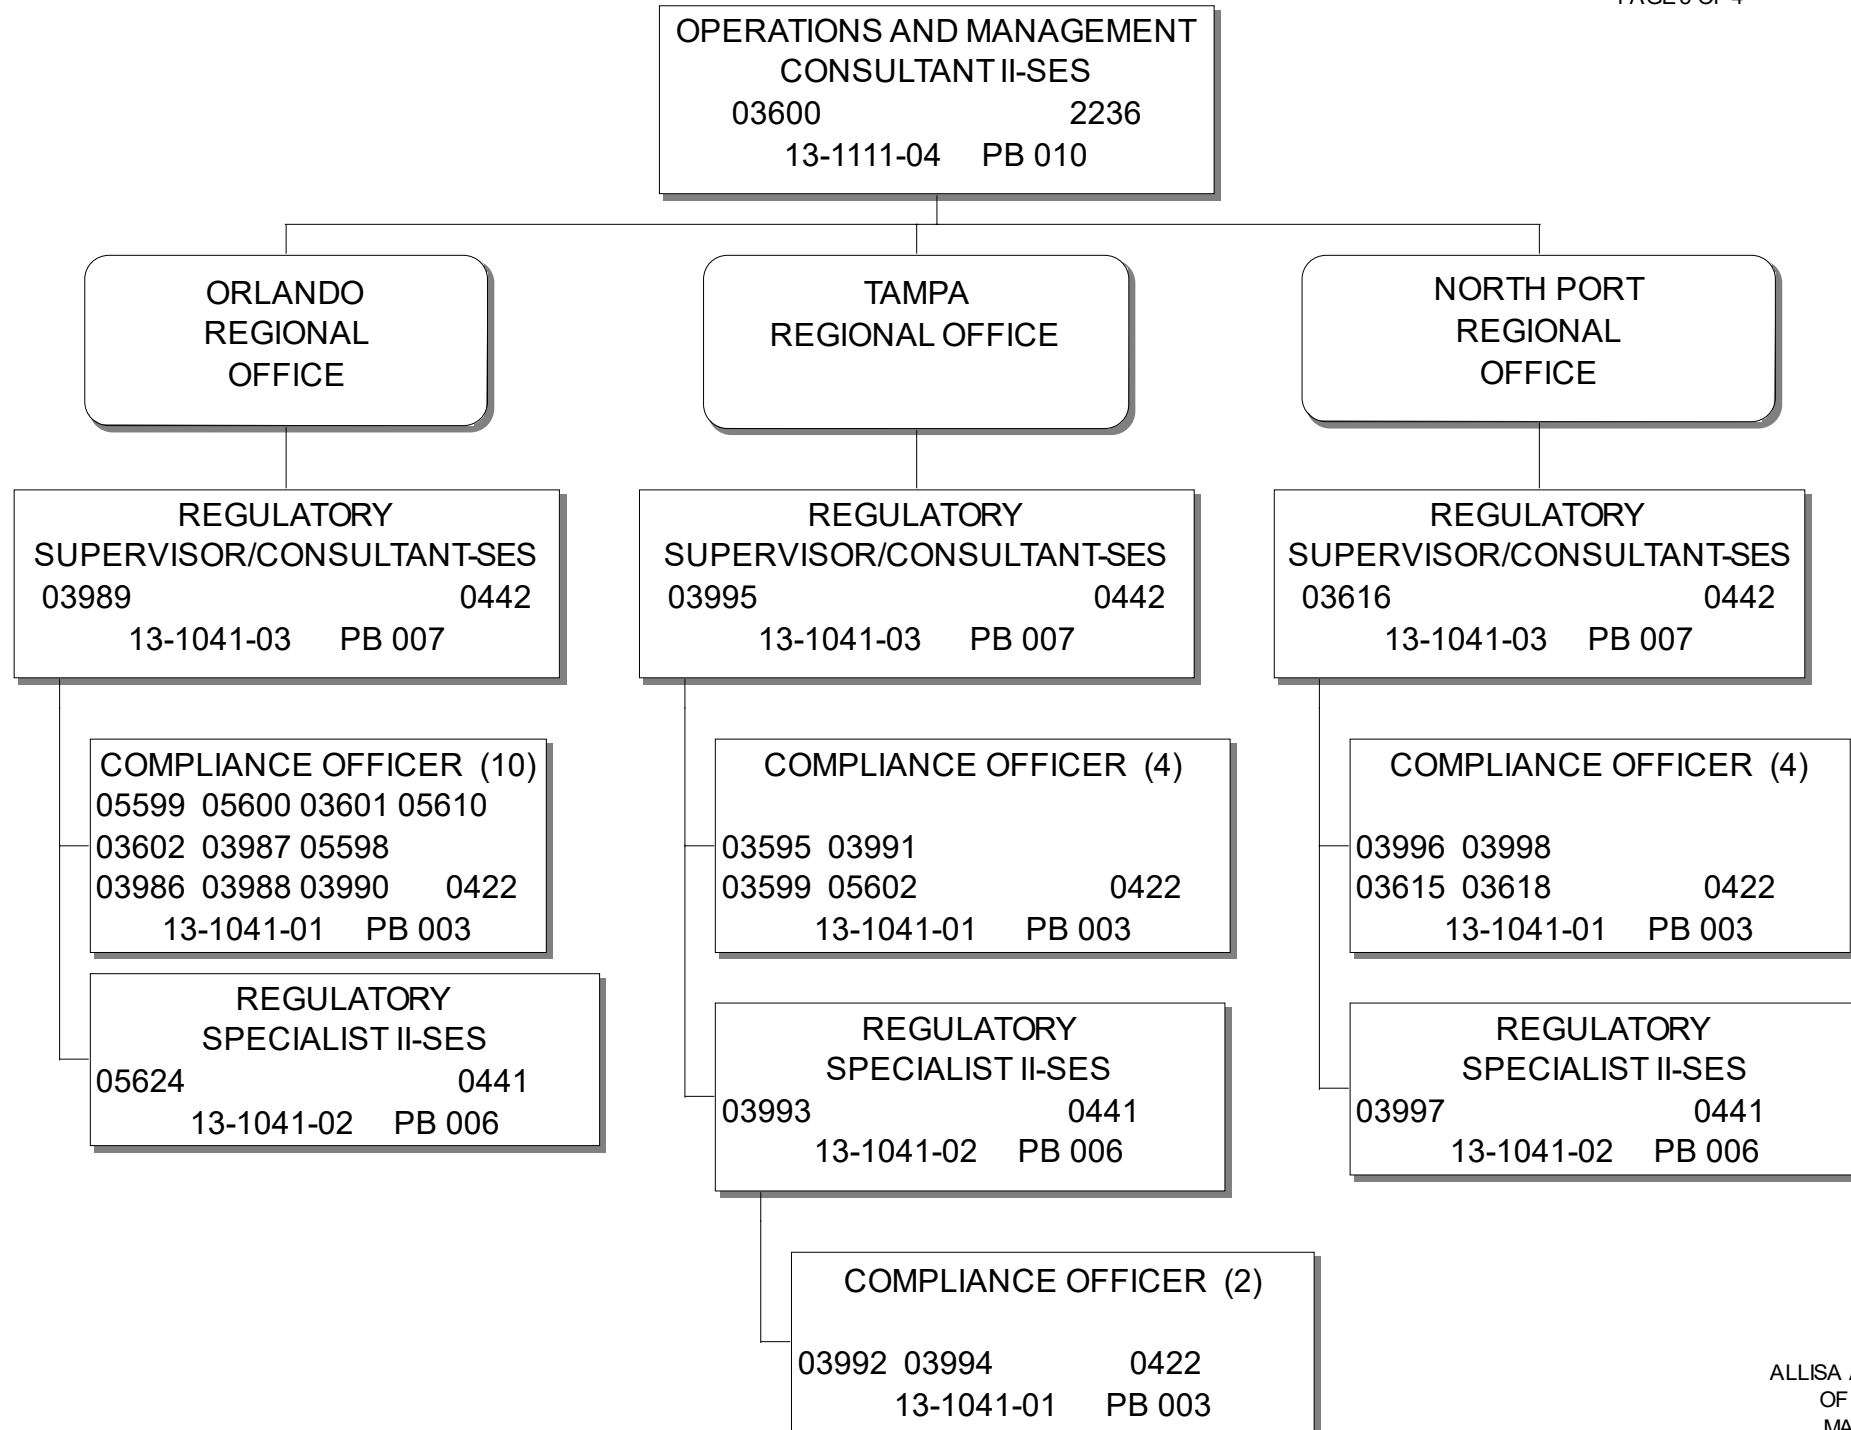 OPERATIONS AND MANAGEMENT
CONSULTANT II-SES
03600 2236
13-1111-04 PB 010
ORLANDO
REGIONAL
OFFICE
TAMPA
REGIONAL OFFICE
NORTH PORT
REGIONAL
OFFICE
REGULATORY
SUPERVISOR/CONSULTANT-SES
03989 0442
13-1041-03 PB 007
REGULATORY
SUPERVISOR/CONSULTANT-SES
03995 0442
13-1041-03 PB 007
REGULATORY
SUPERVISOR/CONSULTANT-SES
03616 0442
13-1041-03 PB 007
COMPLIANCE OFFICER (10)
05599 05600 03601 05610
03602 03987 05598
03986 03988 03990 0422
13-1041-01 PB 003
COMPLIANCE OFFICER (4)
03595 03991
03599 05602 0422
13-1041-01 PB 003
COMPLIANCE OFFICER (4)
03996 03998
03615 03618 0422
13-1041-01 PB 003
REGULATORY
SPECIALIST II-SES
05624 0441
13-1041-02 PB 006
REGULATORY
SPECIALIST II-SES
03993 0441
13-1041-02 PB 006
REGULATORY
SPECIALIST II-SES
03997 0441
13-1041-02 PB 006
COMPLIANCE OFFICER (2)
03992 03994 0422
13-1041-01 PB 003
ALLISA
OF